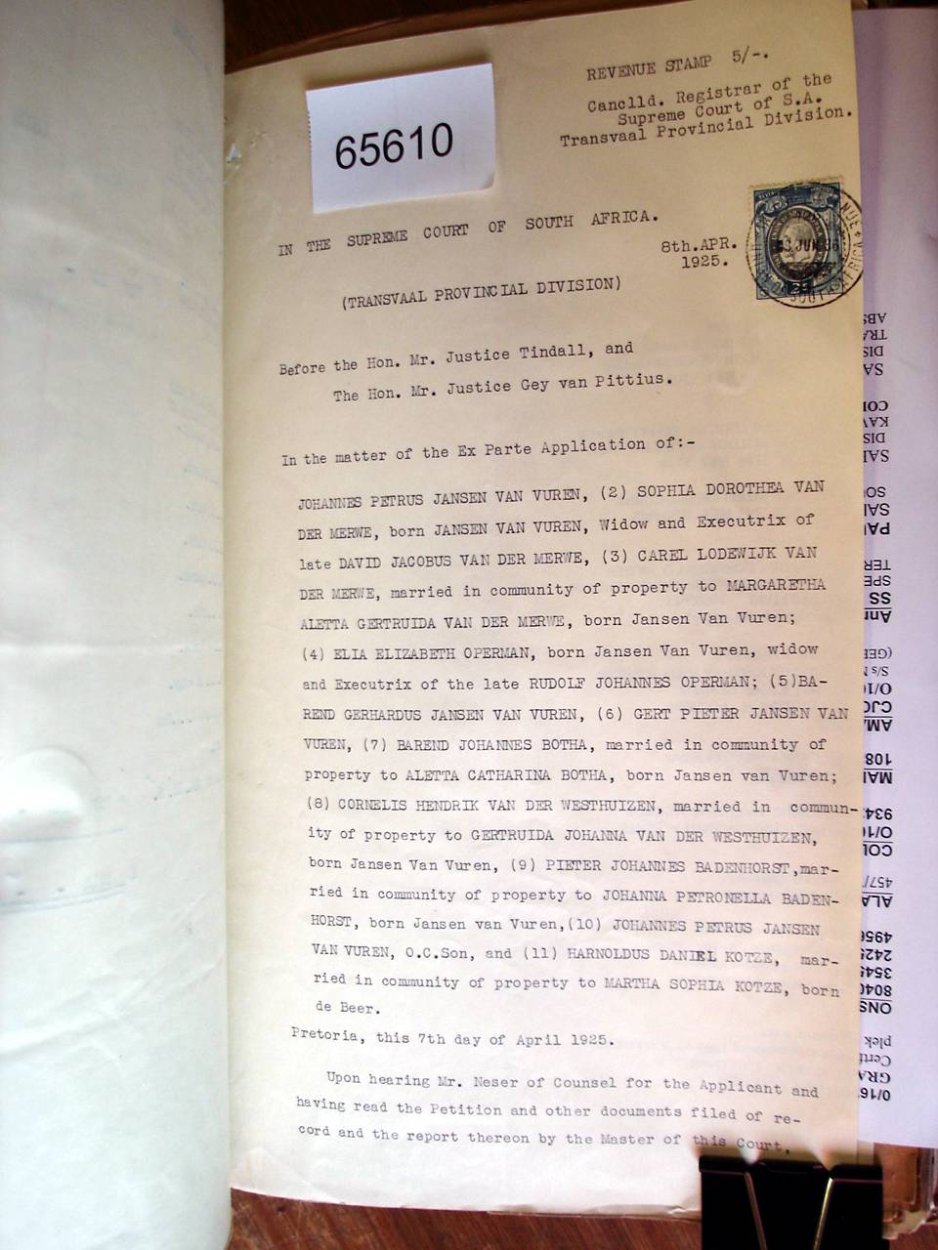 65610
REVENUE STAMP 5/-.
Canclld. Registrar of the
Supreme Court of S.A.
Transvaal Provincial Division.
IN THE SUPREME COURT OF SOUTH AFRICA.
8th.APR.
1925.
(TRANSVAAL PROVINCIAL DIVISION)
Before the Hon. Mr. Justice Tindall, and
The Hon. Mr. Justice Gey van Pittius.
In the matter of the Ex Parte Application of:-
JOHANNES PETRUS JANSEN VAN VUREN, (2) SOPHIA DOROTHEA VAN
DER MERWE, born JANSEN VAN VUREN, Widow and Executrix of
late DAVID JACOBUS VAN DER MERWE, (3) CAREL LODEWIJK VAN
DER MERWE, married in community of property to MARGARETHA
ALETTA GERTRUIDA VAN DER MERWE, born Jansen Van Vuren;
(4) ELIA ELIZABETH OPERMAN, born Jansen Van Vuren, widow
and Executrix of the late RUDOLF JOHANNES OPERMAN; (5)BA-
REND GERHARDUS JANSEN VAN VUREN, (6) GERT PIETER JANSEN VAN
VUREN, (7) BAREND JOHANNES BOTHA, married in community of
property to ALETTA CATHARINA BOTHA, born Jansen van Vuren;
(8) CORNELIS HENDRIK VAN DER WESTHUIZEN, married in commun-
ity of property to GERTRUIDA JOHANNA VAN DER WESTHUIZEN,
born Jansen Van Vuren, (9) PIETER JOHANNES BADENHORST,mar-
ried in community of property to JOHANNA PETRONELLA BADEN-
HORST, born Jansen van Vuren,(10) JOHANNES PETRUS JANSEN
VAN VUREN, O.C.Son, and (11) HARNOLDUS DANIEL KOTZE, mar-
ried in community of property to MARTHA SOPHIA KOTZE, born
de Beer.
Pretoria, this 7th day of April 1925.
Upon hearing Mr. Neser of Counsel for the Applicant and
having read the Petition and other documents filed of re-
cord and the report thereon by the Master of this Court,